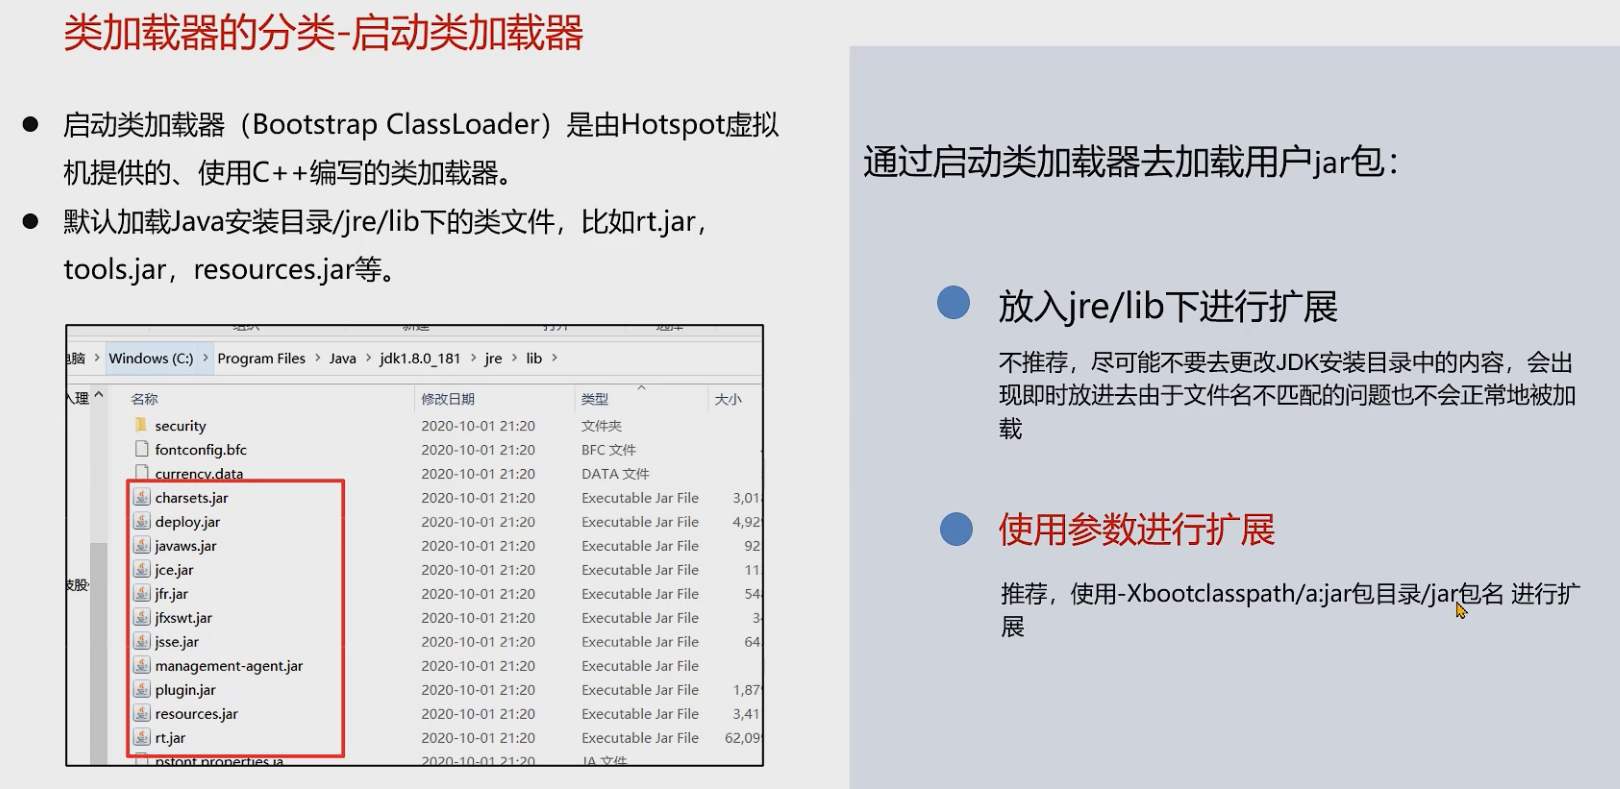 类加载器的分类-启动类加载器
启动类加载器（Bootstrap ClassLoader）是由Hotspot虚拟
机提供的、使用C++编写的类加载器。
默认加载Java安装目录/jre/lib下的类文件，比如rt.jar，
tools.jar，resources.jar等。
电脑 > Windows (C:) > Program Files > Java > jdk1.8.0_181 > jre > lib >
名称 修改日期 类型 大小
security 2020-10-01 21:20 文件夹
fontconfig.bfc 2020-10-01 21:20 BFC 文件
currency.data 2020-10-01 21:20 DATA 文件
charsets.jar 2020-10-01 21:20 Executable Jar File 3,01
deploy.jar 2020-10-01 21:20 Executable Jar File 4,92
javaws.jar 2020-10-01 21:20 Executable Jar File 92
jce.jar 2020-10-01 21:20 Executable Jar File 11
jfr.jar 2020-10-01 21:20 Executable Jar File 54
jfxswt.jar 2020-10-01 21:20 Executable Jar File 3
jsse.jar 2020-10-01 21:20 Executable Jar File 64
management-agent.jar 2020-10-01 21:20 Executable Jar File
plugin.jar 2020-10-01 21:20 Executable Jar File 1,87
resources.jar 2020-10-01 21:20 Executable Jar File 3,41
rt.jar 2020-10-01 21:20 Executable Jar File 62,09
psfont.properties.ja 2020-10-01 21:20 JA 文件
通过启动类加载器去加载用户jar包：
放入jre/lib下进行扩展
不推荐，尽可能不要去更改JDK安装目录中的内容，会出
现即时放进去由于文件名不匹配的问题也不会正常地被加
载
使用参数进行扩展
推荐，使用-Xbootclasspath/a:jar包目录/jar包名 进行扩
展